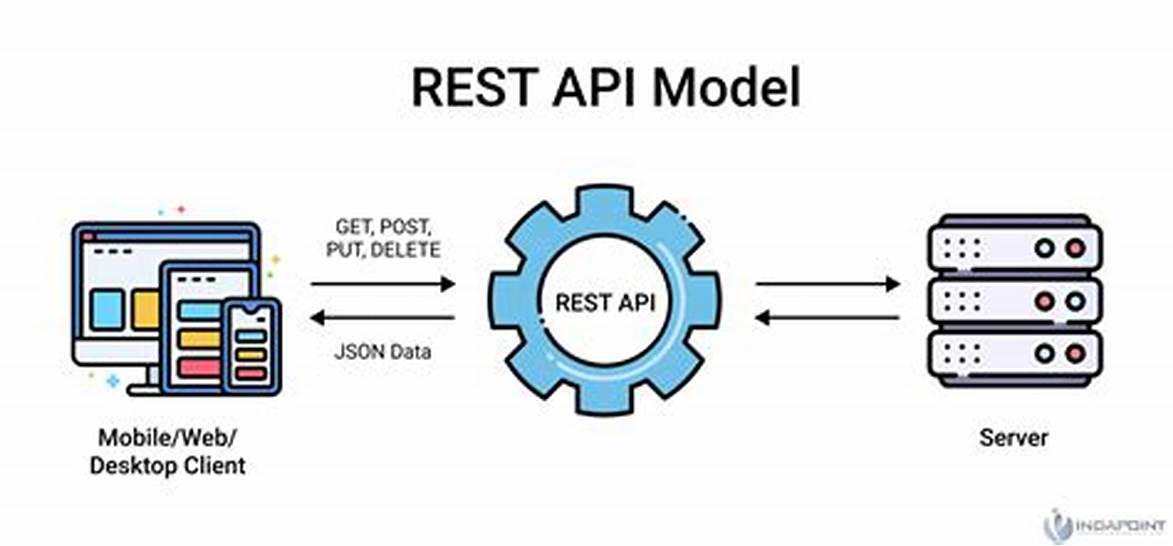 REST API Model
GET, POST,
PUT, DELETE
REST API
JSON Data
Mobile/Web/
Desktop Client
Server
INDAPOINT